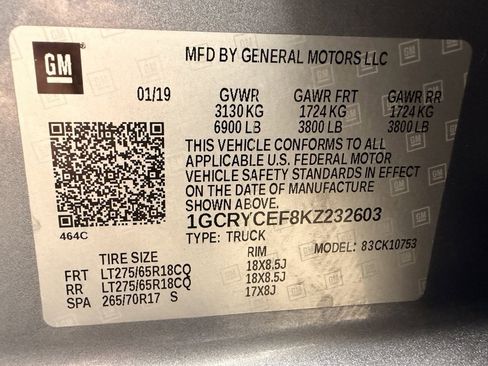 GM
MFD BY GENERAL MOTORS LLC
01/19 GVWR GAWR FRT GAWR RR
3130 KG 1724 KG 1724 KG
6900 LB 3800 LB 3800 LB
THIS VEHICLE CONFORMS TO ALL
APPLICABLE U.S. FEDERAL MOTOR
VEHICLE SAFETY STANDARDS IN EFFECT
ON THE DATE OF MANUFACTURE
SHOWN ABOVE.
1GCRYCEF8KZ232603
464C
TYPE: TRUCK MODEL: 83CK10753
TIRE SIZE RIM
FRT LT275/65R18CQ 18X8.5J
RR LT275/65R18CQ 18X8.5J
SPA 265/70R17 S 17X8J